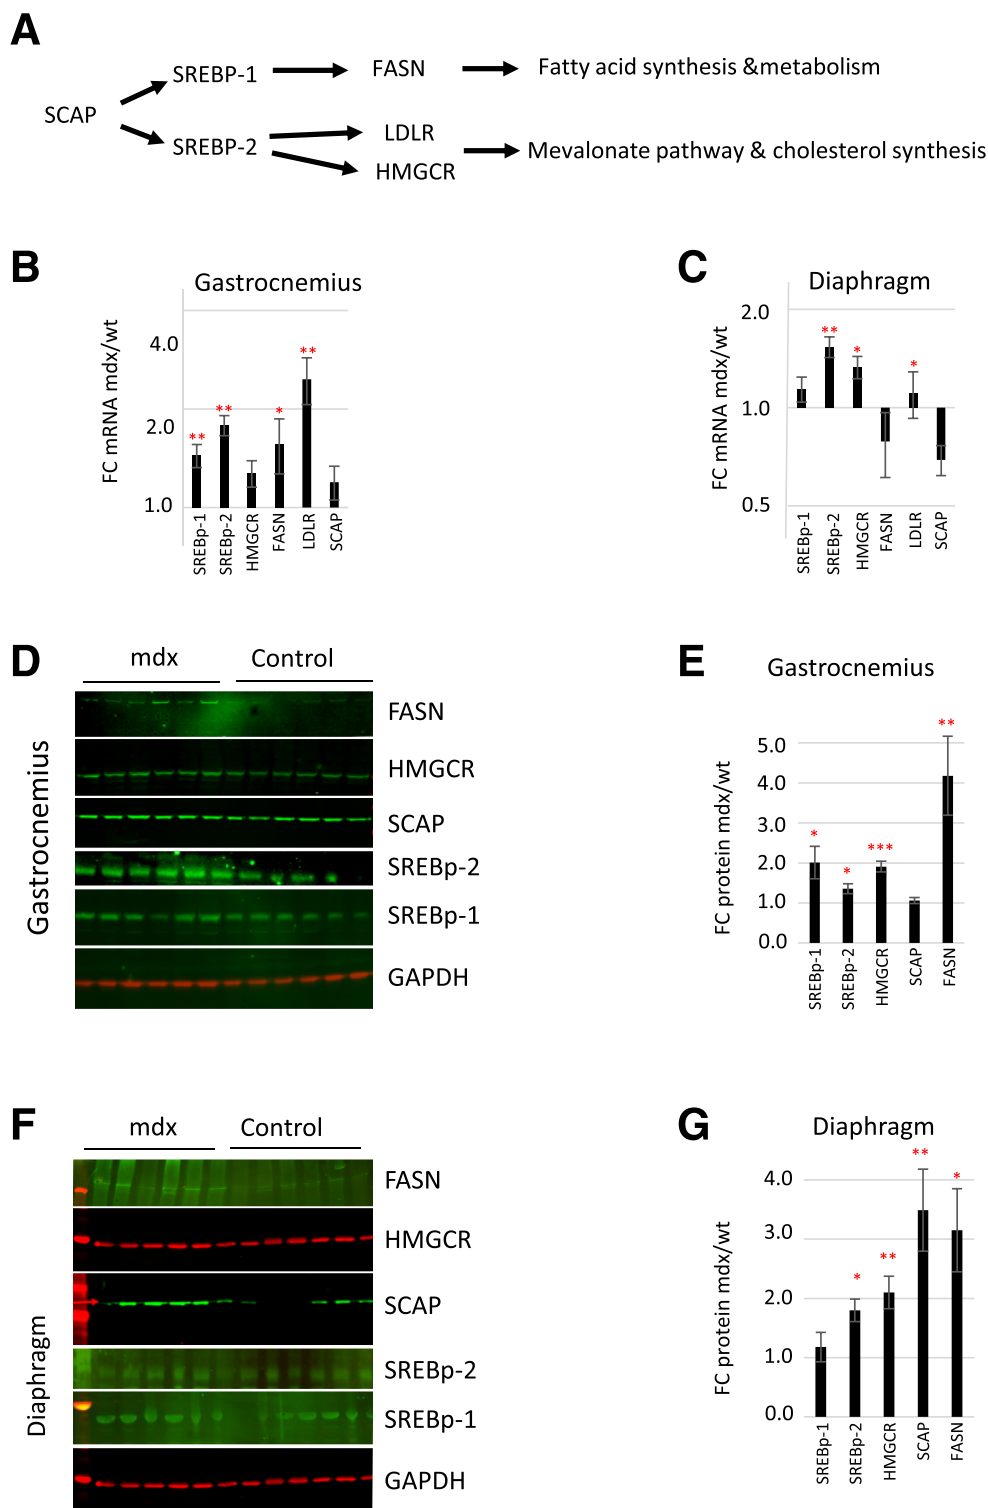 A
SCAP
SREBP-1
FASN
Fatty acid synthesis &metabolism
SREBP-2
LDLR
HMGCR
Mevalonate pathway & cholesterol synthesis
B
Gastrocnemius
FC mRNA mdx/wt
4.0
2.0
1.0
**
**
*
**
SREBp-1
SREBp-2
HMGCR
FASN
LDLR
SCAP
C
Diaphragm
FC mRNA mdx/wt
2.0
1.0
0.5
**
*
*
SREBp-1
SREBp-2
HMGCR
FASN
LDLR
SCAP
D
mdx
Control
Gastrocnemius
FASN
HMGCR
SCAP
SREBp-2
SREBp-1
GAPDH
E
Gastrocnemius
FC protein mdx/wt
5.0
4.0
3.0
2.0
1.0
0.0
*
*
***
**
SREBp-1
SREBp-2
HMGCR
SCAP
FASN
F
mdx
Control
Diaphragm
FASN
HMGCR
SCAP
SREBp-2
SREBp-1
GAPDH
G
Diaphragm
FC protein mdx/wt
4.0
3.0
2.0
1.0
0.0
*
**
**
*
SREBp-1
SREBp-2
HMGCR
SCAP
FASN